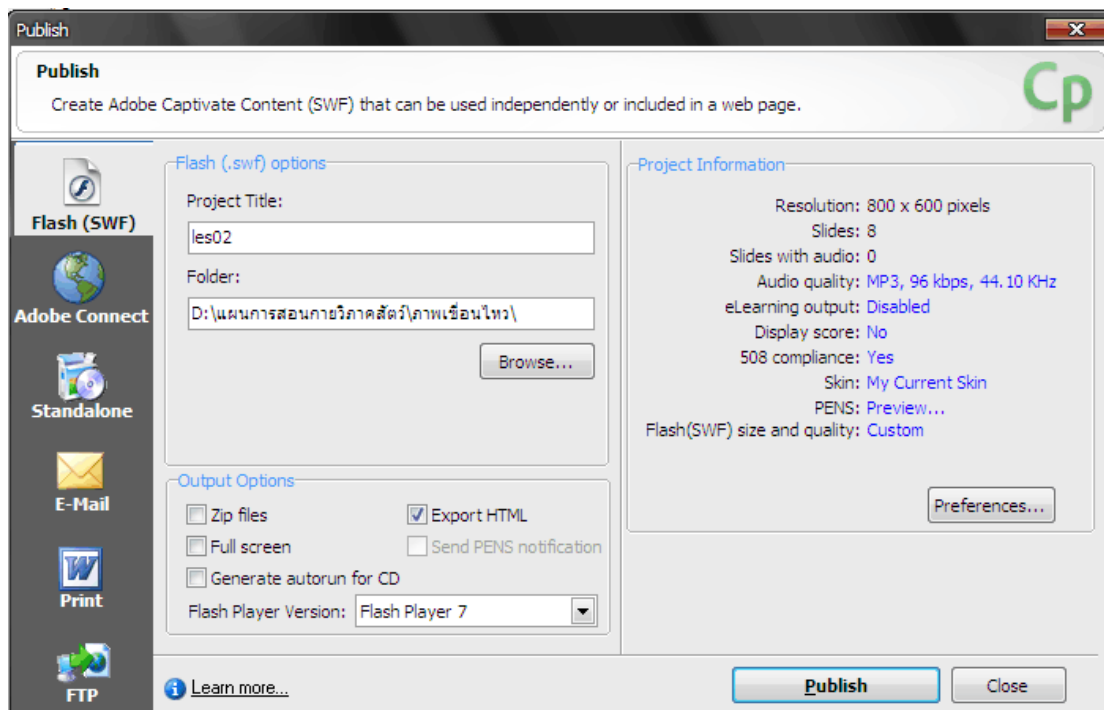 Publish
Publish
Create Adobe Captivate Content (SWF) that can be used independently or included in a web page.
Cp
Flash (SWF)
Adobe Connect
Standalone
E-Mail
Print
FTP
Flash (.swf) options
Project Title:
les02
Folder:
D:\แผนการสอนกายวิภาคสัตว์\ภาพเขื่อนไหว\
Browse...
Output Options
Zip files
Export HTML
Full screen
Send PENS notification
Generate autorun for CD
Flash Player Version: Flash Player 7
Project Information
Resolution: 800 x 600 pixels
Slides: 8
Slides with audio: 0
Audio quality: MP3, 96 kbps, 44.10 KHz
eLearning output: Disabled
Display score: No
508 compliance: Yes
Skin: My Current Skin
PENS: Preview...
Flash(SWF) size and quality: Custom
Preferences...
Learn more...
Publish
Close